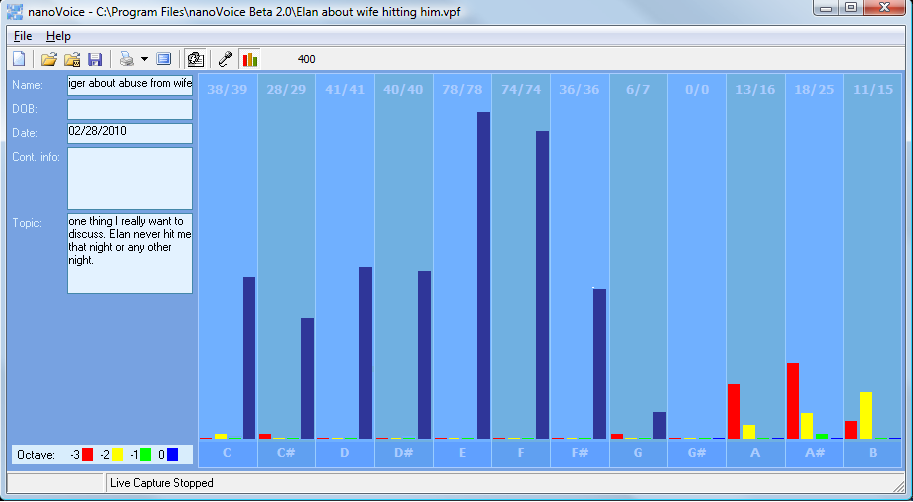 nanoVoice - C:\Program Files\nanoVoice Beta 2.0\Elan about wife hitting him.vpf
File Help
400
Name: iger about abuse from wife
DOB:
Date: 02/28/2010
Cont. info:
Topic: one thing I really want to
discuss. Elan never hit me
that night or any other
night.
38/39 28/29 41/41 40/40 78/78 74/74 36/36 6/7 0/0 13/16 18/25 11/15
C C# D D# E F F# G G# A A# B
Octave: -3 -2 -1 0
Live Capture Stopped